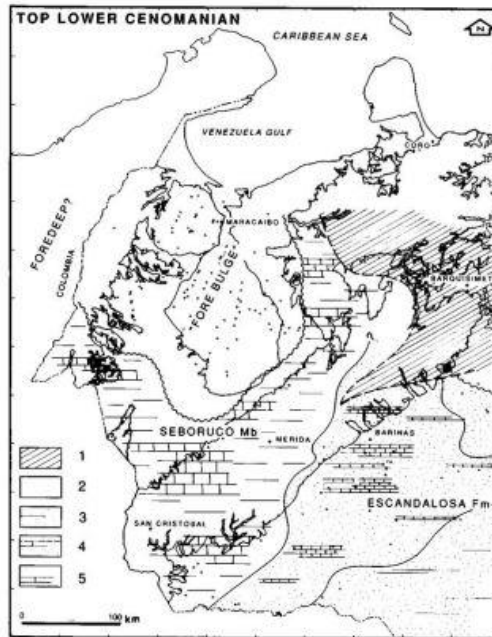 TOP LOWER CENOMANIAN
N
CARIBBEAN SEA
VENEZUELA GULF
CORO
FOREDEEP?
COLOMBIA
MARACAIBO
FORE BULGE
BARQUISIMET
SEBORUCO Mb
MERIDA
BARINAS
ESCANDALOSA Fm
SAN CRISTOBAL
1
2
3
4
5
0 100 km